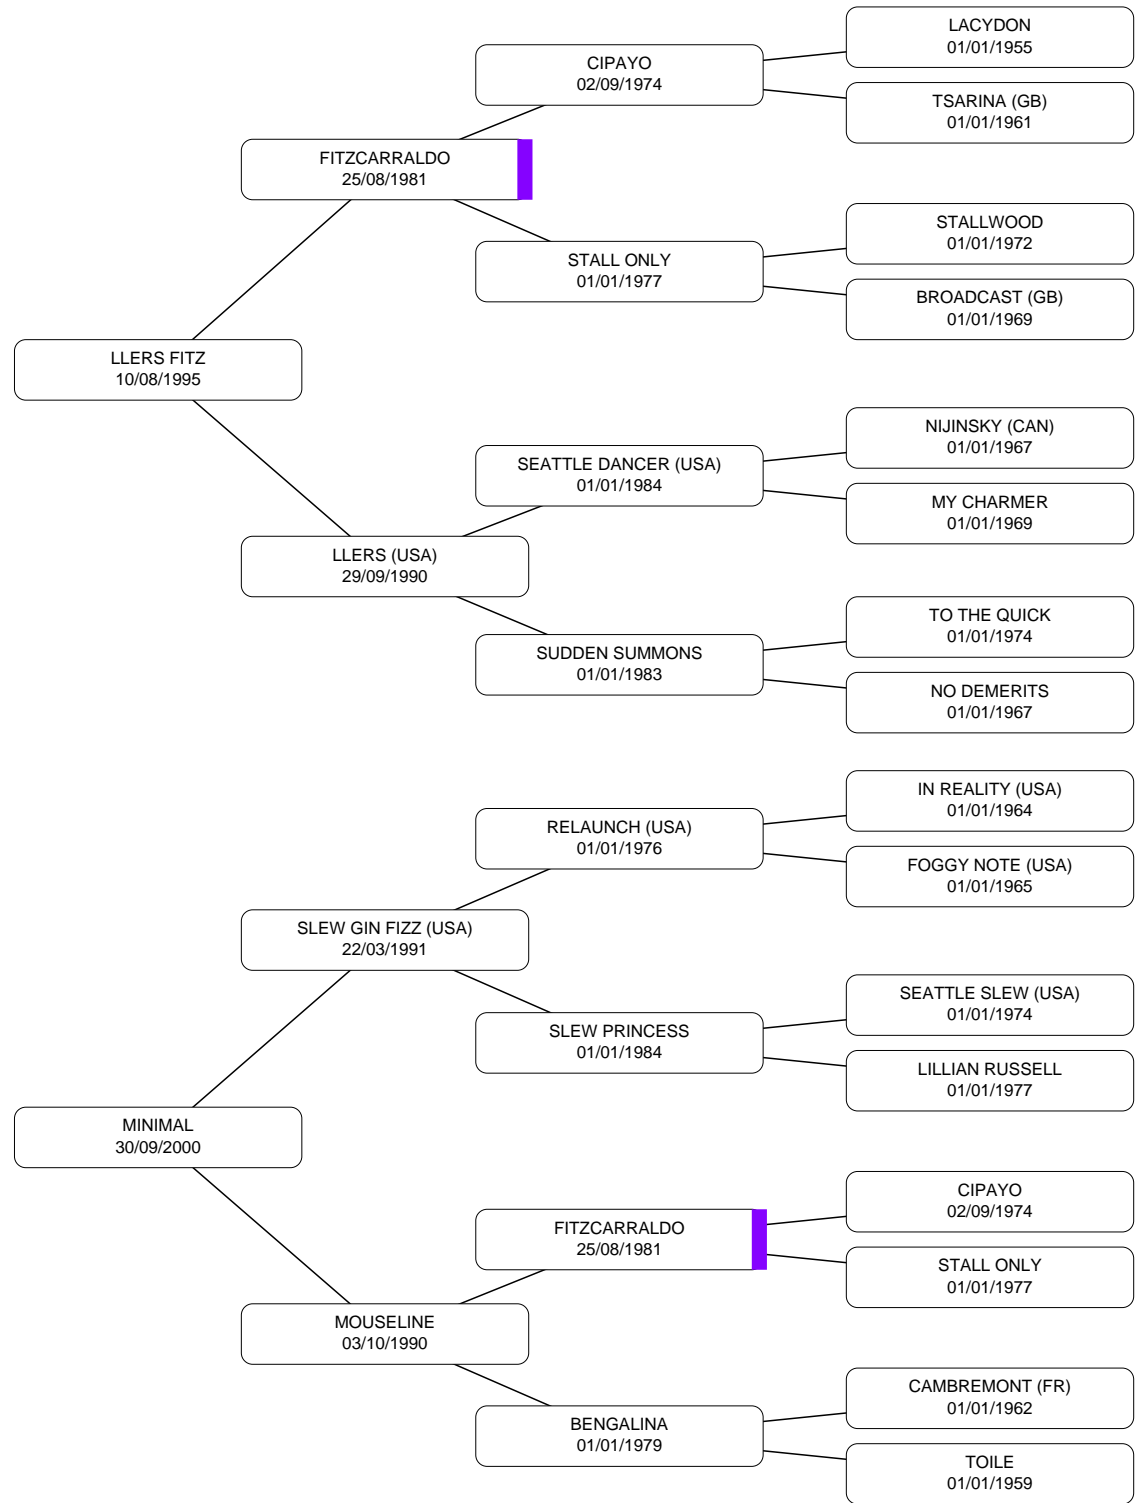 LACYDON
01/01/1955
CIPAYO
02/09/1974
TSARINA (GB)
01/01/1961
FITZCARRALDO
25/08/1981
STALLWOOD
01/01/1972
STALL ONLY
01/01/1977
BROADCAST (GB)
01/01/1969
LLERS FITZ
10/08/1995
NIJINSKY (CAN)
01/01/1967
SEATTLE DANCER (USA)
01/01/1984
MY CHARMER
01/01/1969
LLERS (USA)
29/09/1990
TO THE QUICK
01/01/1974
SUDDEN SUMMONS
01/01/1983
NO DEMERITS
01/01/1967
IN REALITY (USA)
01/01/1964
RELAUNCH (USA)
01/01/1976
FOGGY NOTE (USA)
01/01/1965
SLEW GIN FIZZ (USA)
22/03/1991
SEATTLE SLEW (USA)
01/01/1974
SLEW PRINCESS
01/01/1984
LILLIAN RUSSELL
01/01/1977
MINIMAL
30/09/2000
CIPAYO
02/09/1974
FITZCARRALDO
25/08/1981
STALL ONLY
01/01/1977
MOUSELINE
03/10/1990
CAMBREMONT (FR)
01/01/1962
BENGALINA
01/01/1979
TOILE
01/01/1959